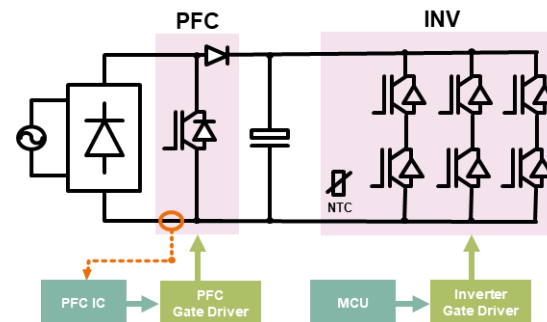 PFC
INV
NTC
PFC IC
PFC
Gate Driver
MCU
Inverter
Gate Driver